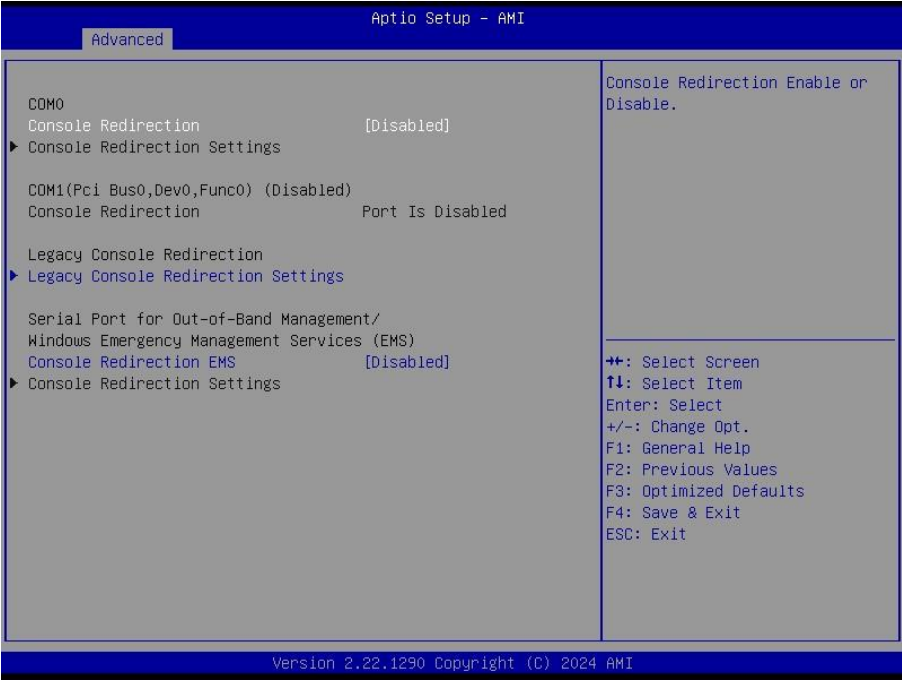 Aptio Setup – AMI
Advanced
COM0
Console Redirection [Disabled]
Console Redirection Settings
COM1(Pci Bus0,Dev0,Func0) (Disabled)
Console Redirection Port Is Disabled
Legacy Console Redirection
Legacy Console Redirection Settings
Serial Port for Out-of-Band Management/
Windows Emergency Management Services (EMS)
Console Redirection EMS [Disabled]
Console Redirection Settings
Console Redirection Enable or
Disable.
→←: Select Screen
↑↓: Select Item
Enter: Select
+/-: Change Opt.
F1: General Help
F2: Previous Values
F3: Optimized Defaults
F4: Save & Exit
ESC: Exit
Version 2.22.1290 Copyright (C) 2024 AMI